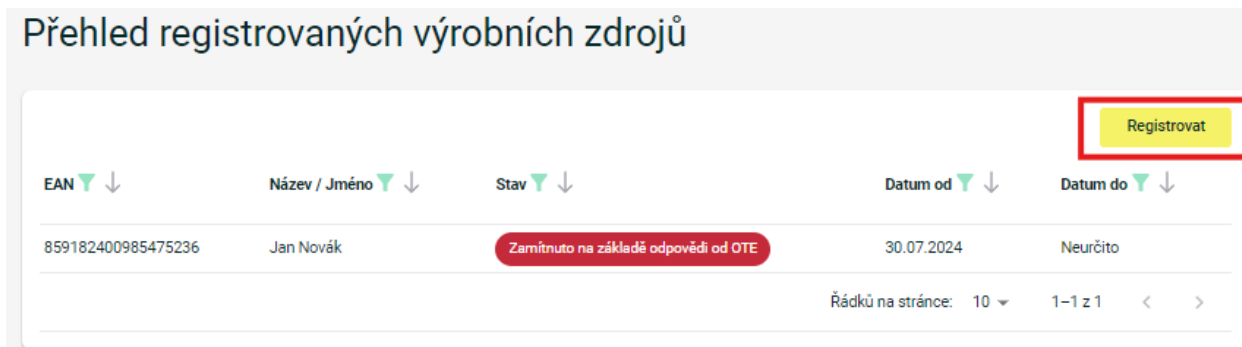 Přehled registrovaných výrobních zdrojů
Registrovat
EAN Název / Jméno Stav Datum od Datum do
859182400985475236 Jan Novák Zamítnuto na základě odpovědi od OTE 30.07.2024 Neurčito
Řádků na stránce: 10 1–1 z 1